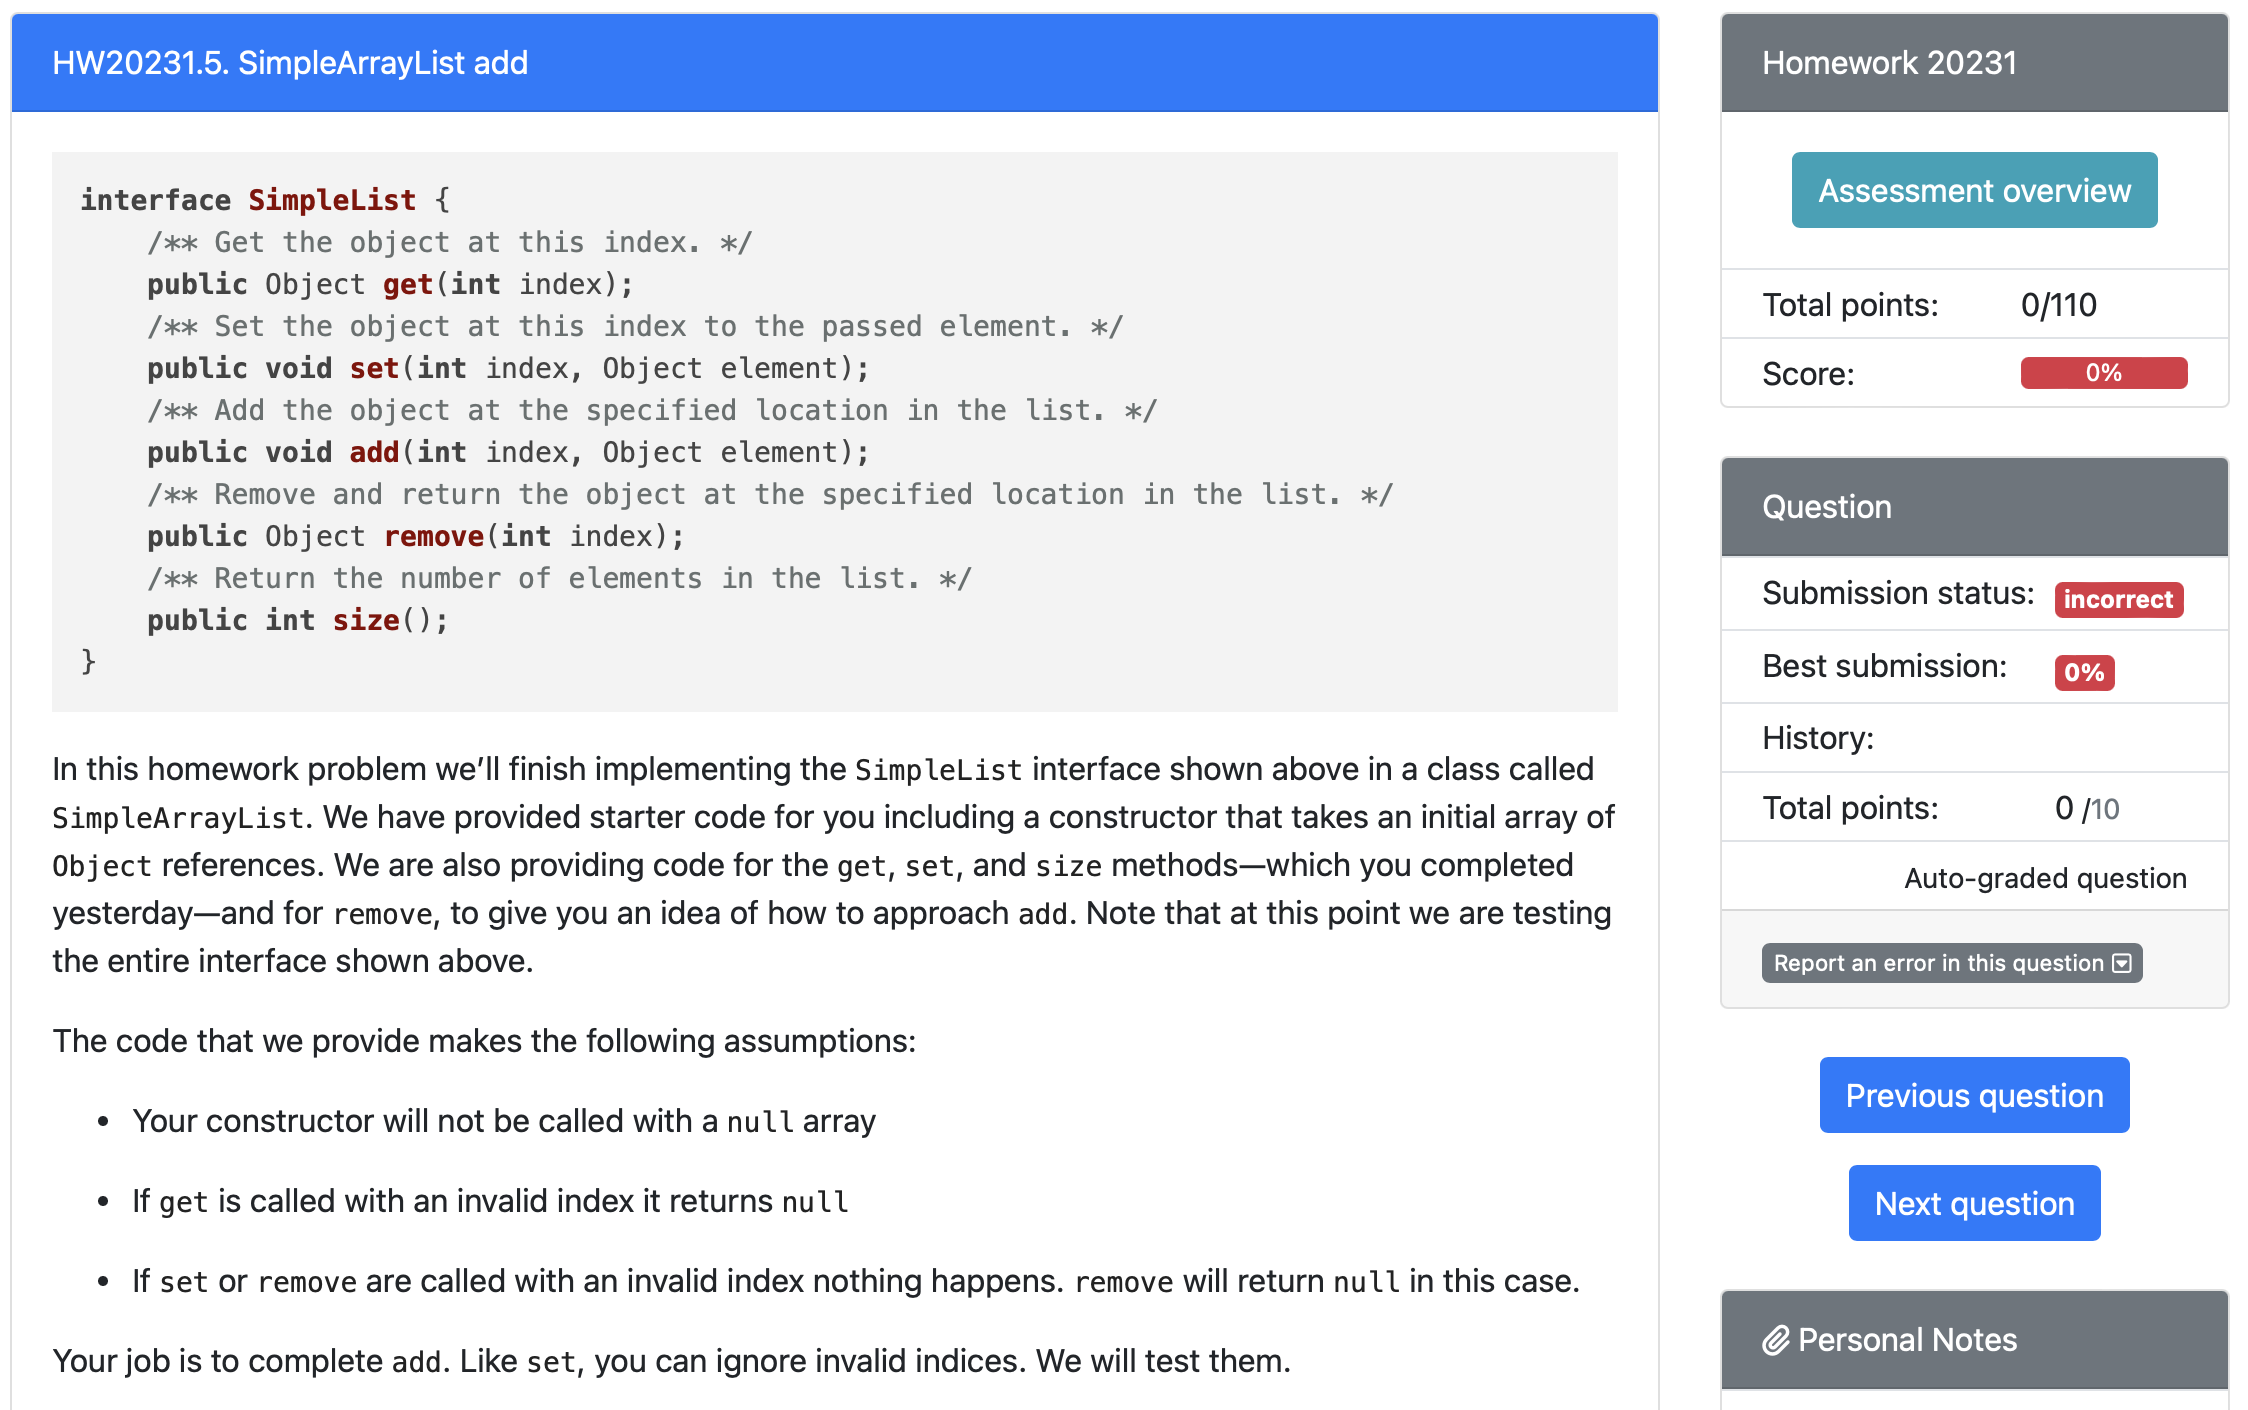 HW20231.5. SimpleArrayList add
interface SimpleList {
    /** Get the object at this index. */
    public Object get(int index);
    /** Set the object at this index to the passed element. */
    public void set(int index, Object element);
    /** Add the object at the specified location in the list. */
    public void add(int index, Object element);
    /** Remove and return the object at the specified location in the list. */
    public Object remove(int index);
    /** Return the number of elements in the list. */
    public int size();
}
In this homework problem we’ll finish implementing the SimpleList interface shown above in a class called
SimpleArrayList. We have provided starter code for you including a constructor that takes an initial array of
Object references. We are also providing code for the get, set, and size methods—which you completed
yesterday—and for remove, to give you an idea of how to approach add. Note that at this point we are testing
the entire interface shown above.
The code that we provide makes the following assumptions:
• Your constructor will not be called with a null array
• If get is called with an invalid index it returns null
• If set or remove are called with an invalid index nothing happens. remove will return null in this case.
Your job is to complete add. Like set, you can ignore invalid indices. We will test them.
Homework 20231
Assessment overview
Total points: 0/110
Score: 0%
Question
Submission status: incorrect
Best submission: 0%
History:
Total points: 0 /10
Auto-graded question
Report an error in this question
Previous question
Next question
Personal Notes